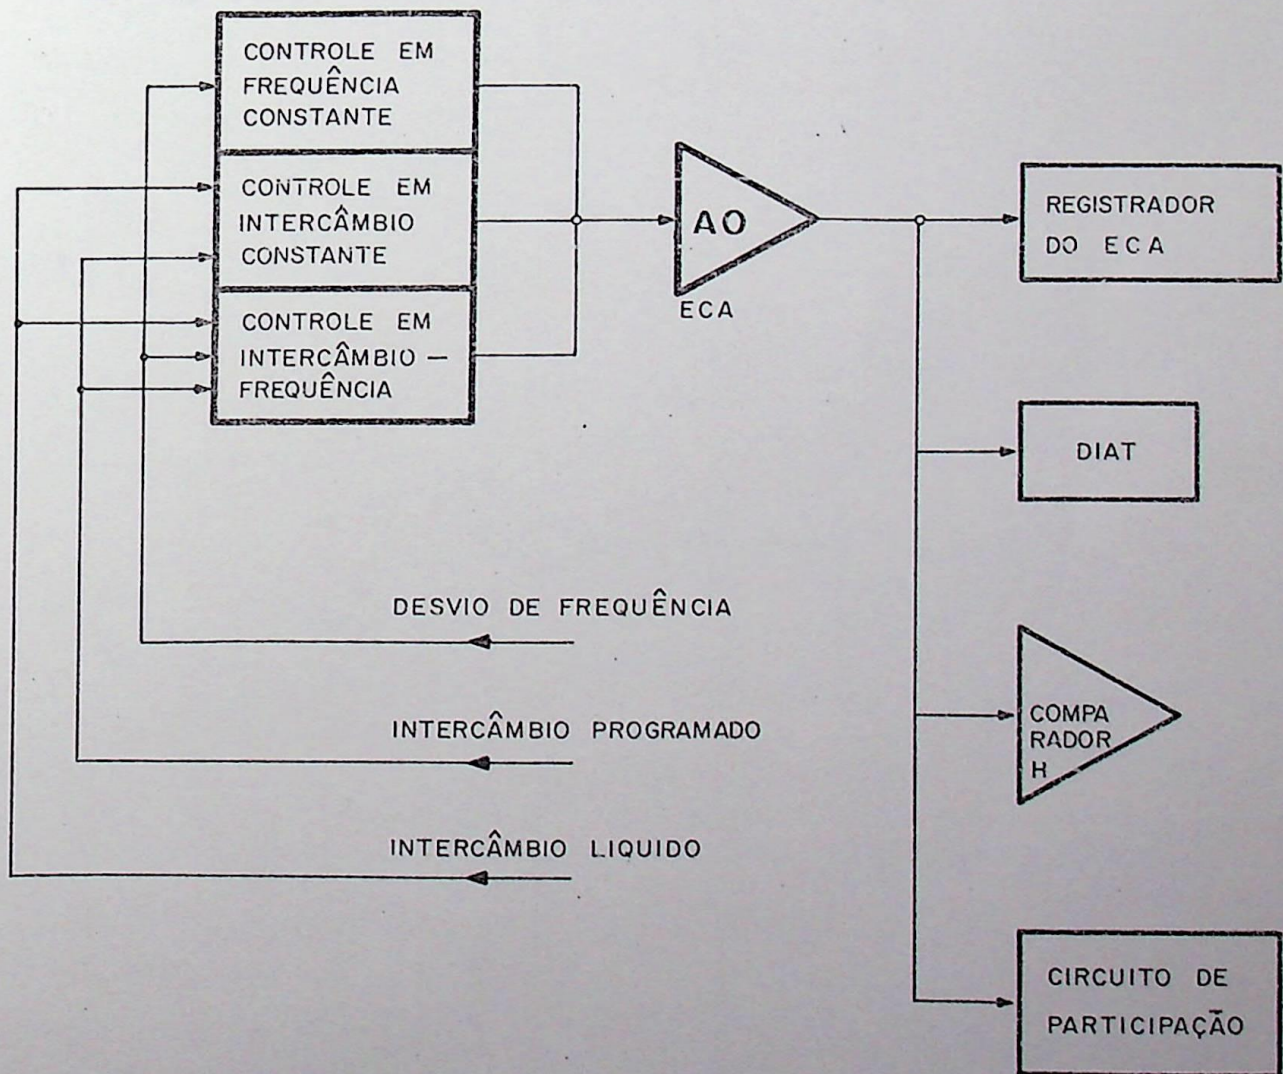 CONTROLE EM
FREQUÊNCIA
CONSTANTE
CONTROLE EM
INTERCÂMBIO
CONSTANTE
CONTROLE EM
INTERCÂMBIO —
FREQUÊNCIA
AO
ECA
REGISTRADOR
DO ECA
DIAT
COMPA
RADOR
H
CIRCUITO DE
PARTICIPAÇÃO
DESVIO DE FREQUÊNCIA
INTERCÂMBIO PROGRAMADO
INTERCÂMBIO LIQUIDO